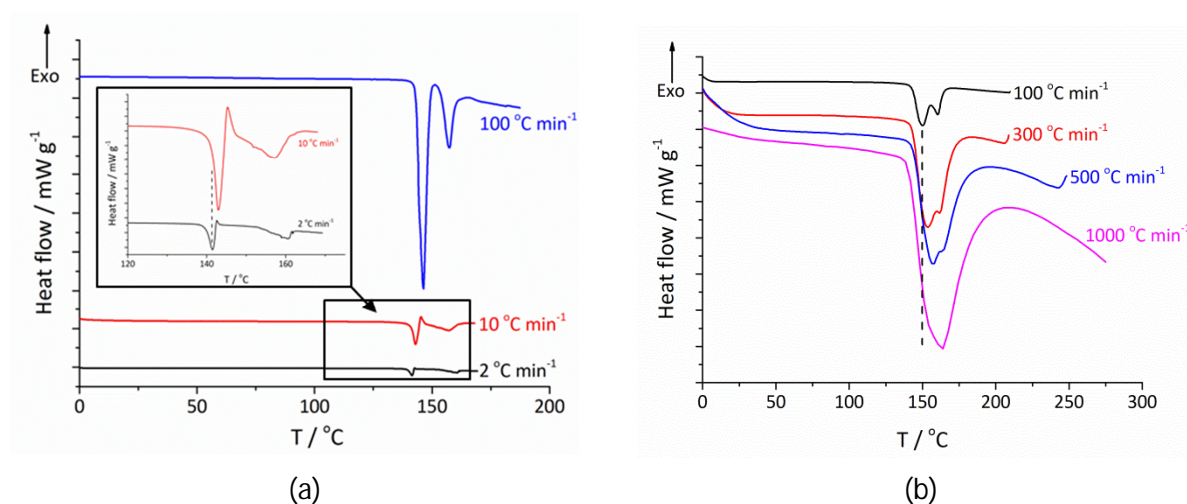 Exo
Heat flow / mW g⁻¹
100 °C min⁻¹
10 °C min⁻¹
2 °C min⁻¹
0 50 100 150 200
T / °C
Heat flow / mW g⁻¹
10 °C min⁻¹
2 °C min⁻¹
120 140 160
T / °C
(a)
Exo
Heat flow / mW g⁻¹
100 °C min⁻¹
300 °C min⁻¹
500 °C min⁻¹
1000 °C min⁻¹
0 50 100 150 200 250 300
T / °C
(b)